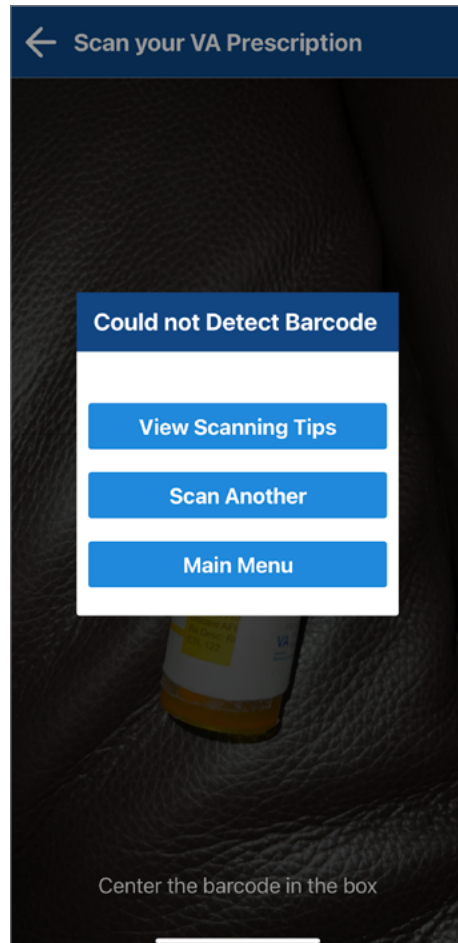 Scan your VA Prescription
Could not Detect Barcode
View Scanning Tips
Scan Another
Main Menu
VA
Center the barcode in the box